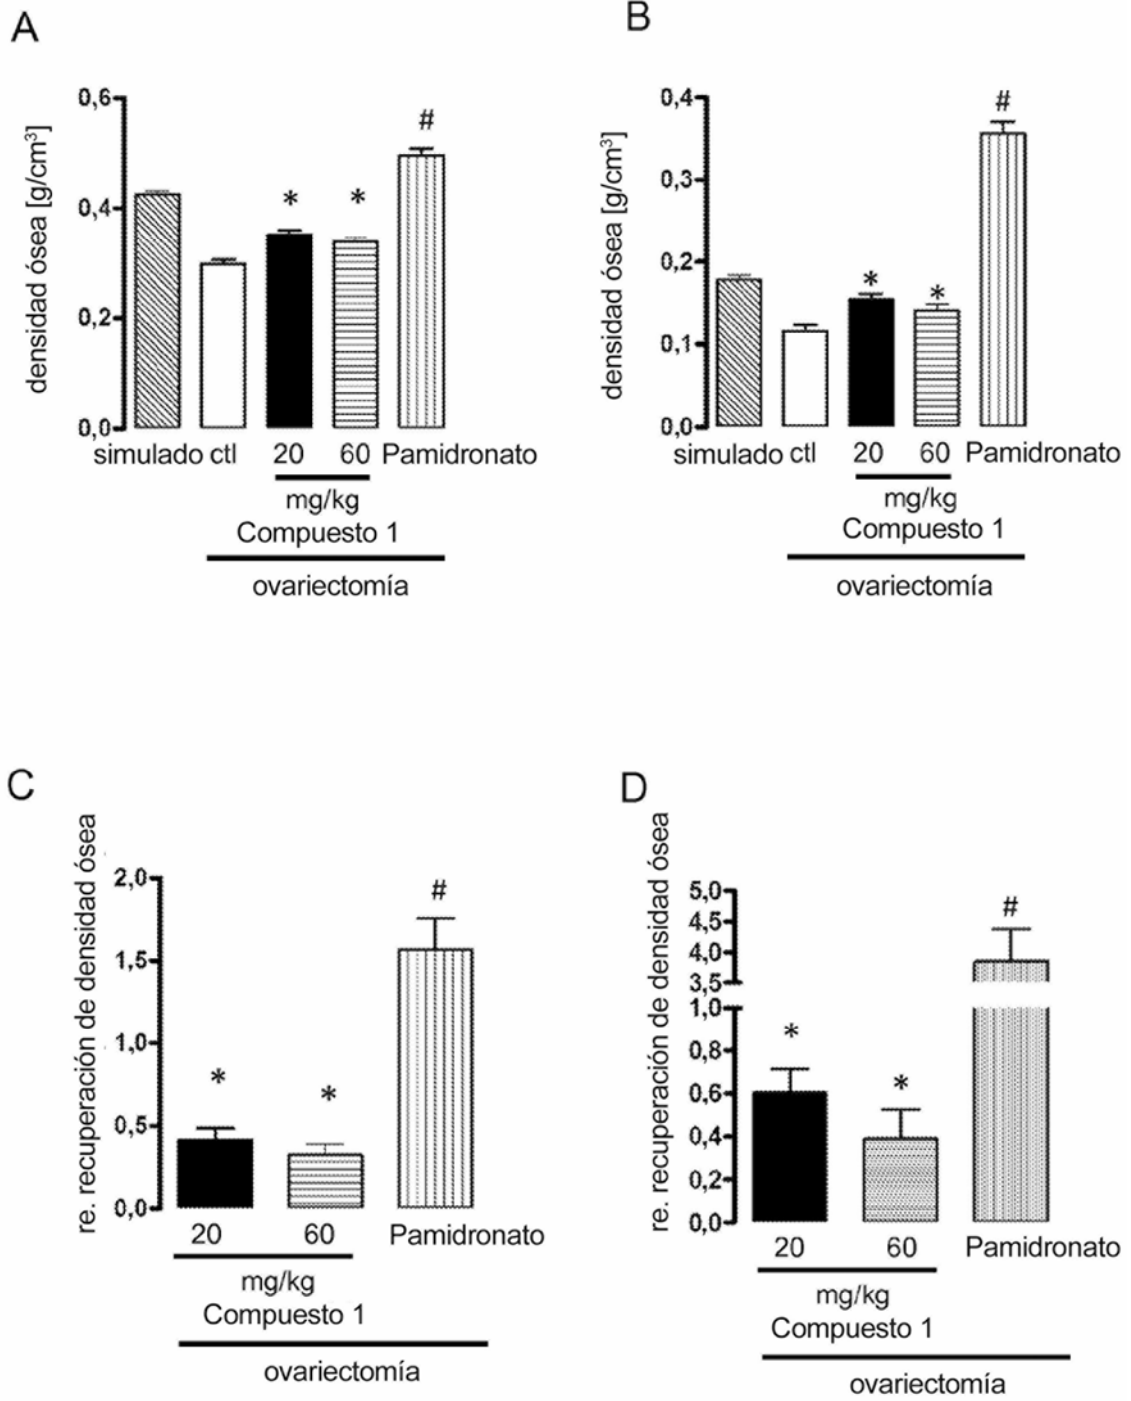 A
densidad ósea [g/cm³]
0,6
0,4
0,2
0,0
*
*
#
simulado ctl 20 60 Pamidronato
mg/kg
Compuesto 1
ovariectomía
B
densidad ósea [g/cm³]
0,4
0,3
0,2
0,1
0,0
*
*
#
simulado ctl 20 60 Pamidronato
mg/kg
Compuesto 1
ovariectomía
C
re. recuperación de densidad ósea
2,0
1,5
1,0
0,5
0,0
*
*
#
20 60 Pamidronato
mg/kg
Compuesto 1
ovariectomía
D
re. recuperación de densidad ósea
5,0
4,5
4,0
3,5
1,0
0,8
0,6
0,4
0,2
0,0
*
*
#
20 60 Pamidronato
mg/kg
Compuesto 1
ovariectomía